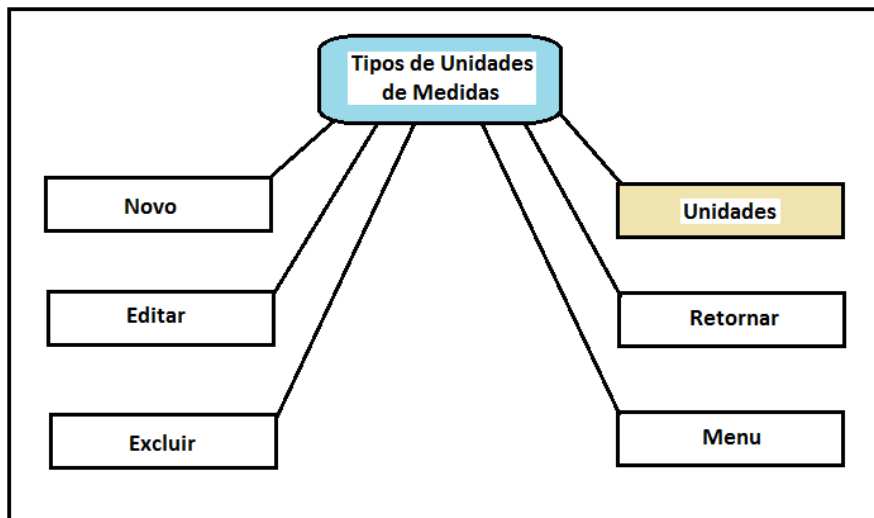 Tipos de Unidades
de Medidas
Novo
Unidades
Editar
Retornar
Excluir
Menu